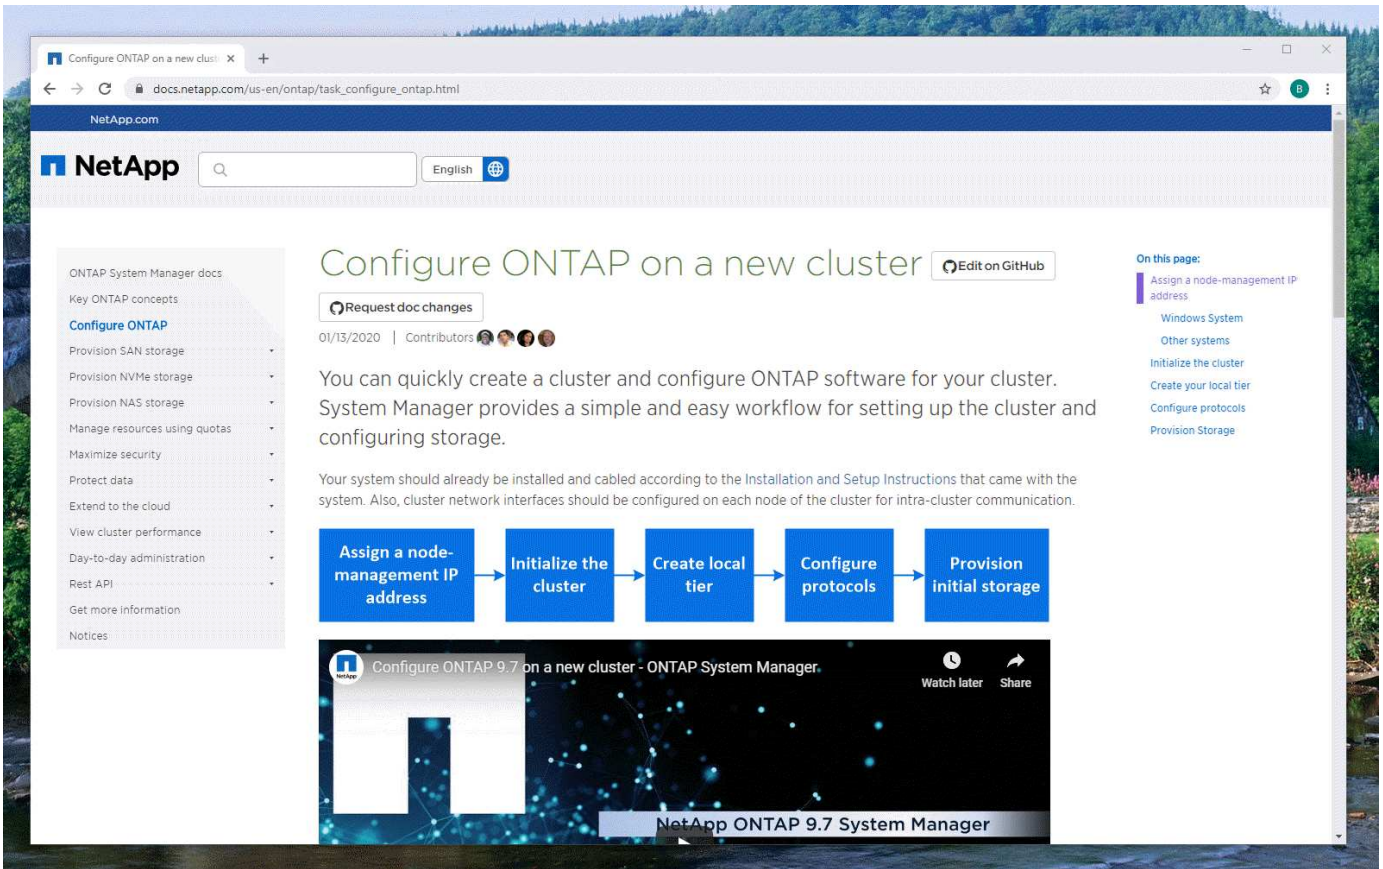 Configure ONTAP on a new clust
docs.netapp.com/us-en/ontap/task_configure_ontap.html
B
NetApp.com
NetApp
English
ONTAP System Manager docs
Key ONTAP concepts
Configure ONTAP
Provision SAN storage
Provision NVMe storage
Provision NAS storage
Manage resources using quotas
Maximize security
Protect data
Extend to the cloud
View cluster performance
Day-to-day administration
Rest API
Get more information
Notices
Configure ONTAP on a new cluster
Edit on GitHub
Request doc changes
01/13/2020 | Contributors
You can quickly create a cluster and configure ONTAP software for your cluster.
System Manager provides a simple and easy workflow for setting up the cluster and
configuring storage.
Your system should already be installed and cabled according to the Installation and Setup Instructions that came with the
system. Also, cluster network interfaces should be configured on each node of the cluster for intra-cluster communication.
Assign a node-
management IP
address
Initialize the
cluster
Create local
tier
Configure
protocols
Provision
initial storage
NetApp
Configure ONTAP 9.7 on a new cluster - ONTAP System Manager
Watch later
Share
NetApp ONTAP 9.7 System Manager
On this page:
Assign a node-management IP
address
Windows System
Other systems
Initialize the cluster
Create your local tier
Configure protocols
Provision Storage